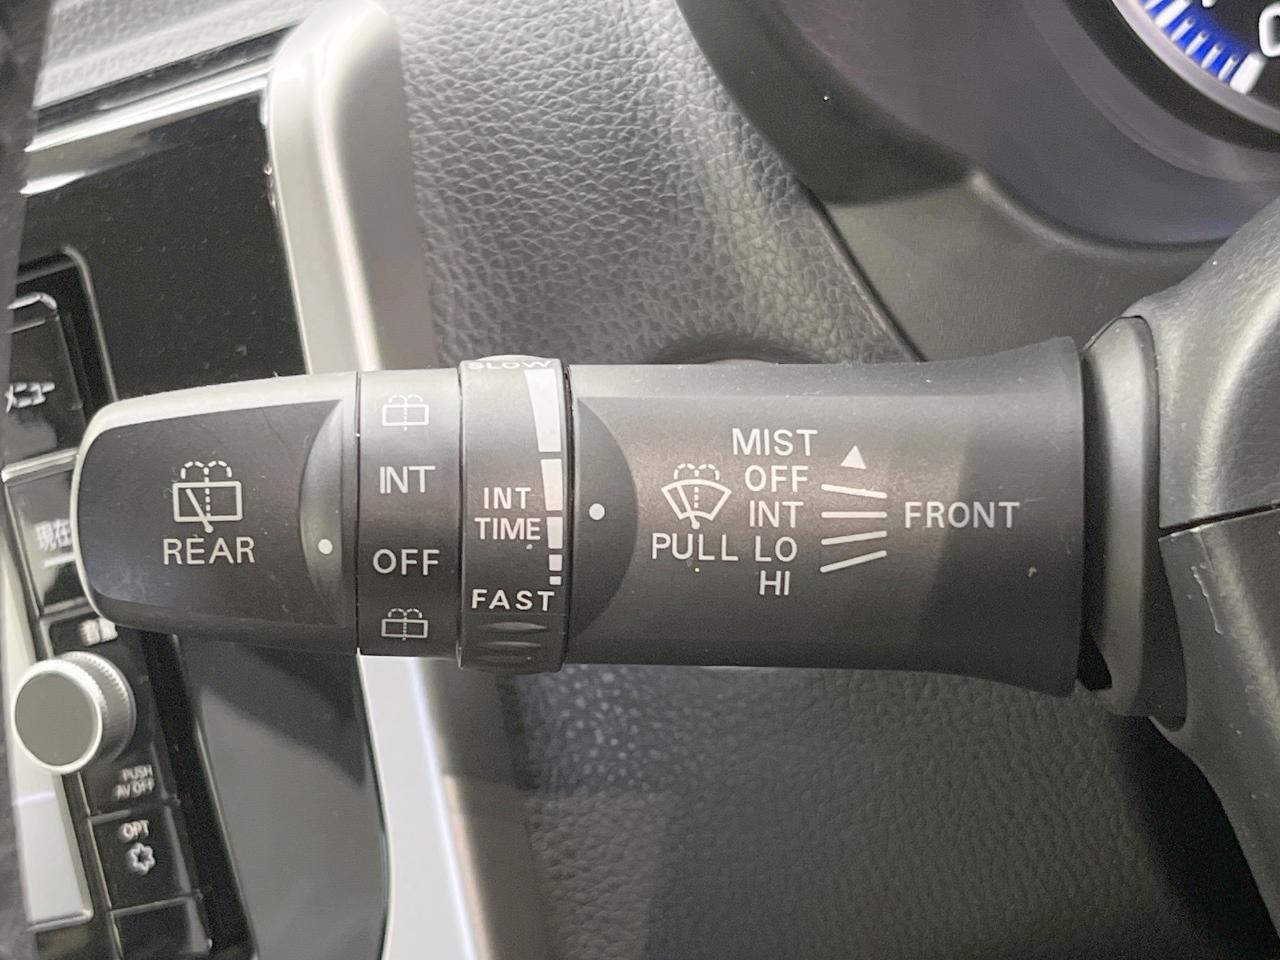 メニュー
現在
REAR
INT
OFF
SLOW
INT
TIME
FAST
MIST
OFF
INT
PULL LO
HI
FRONT
PUSH
AV OFF
OPT